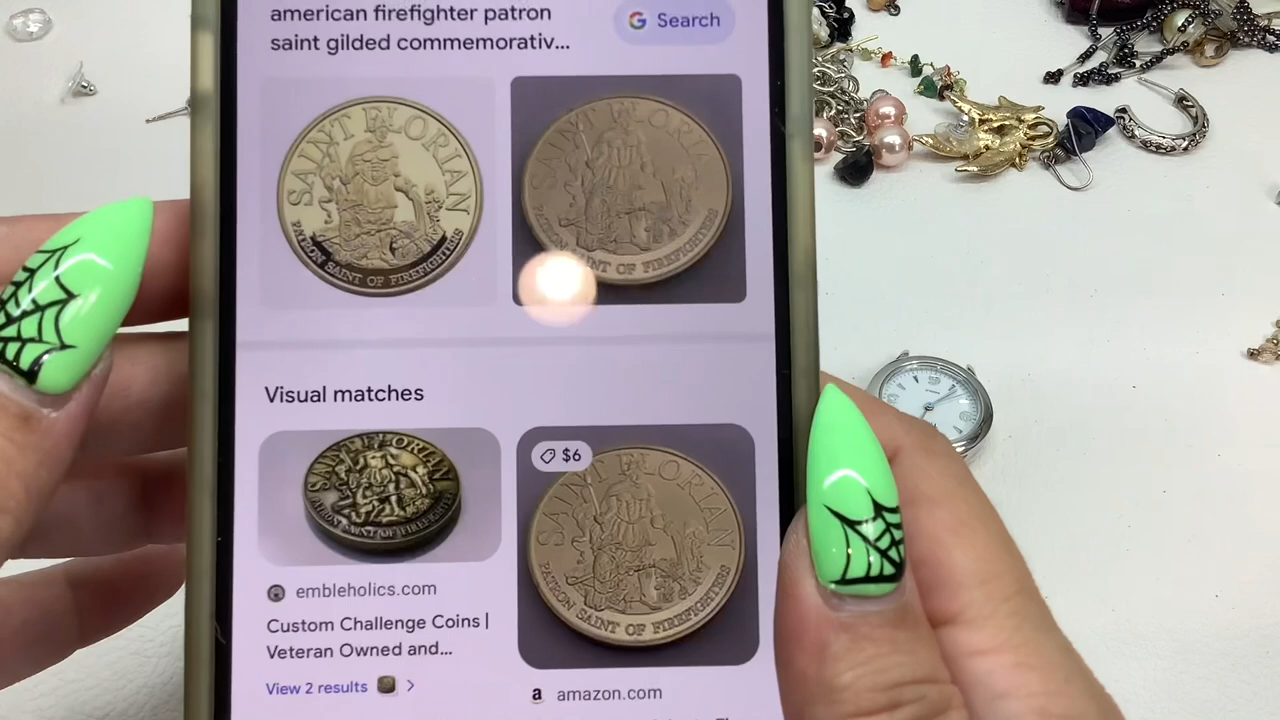 american firefighter patron
saint gilded commemorativ...
Search
SAINT FLORIAN
PATRON SAINT OF FIREFIGHTERS
SAINT FLORIAN
PATRON SAINT OF FIREFIGHTERS
Visual matches
SAINT FLORIAN
PATRON SAINT OF FIREFIGHTERS
$6
SAINT FLORIAN
PATRON SAINT OF FIREFIGHTERS
embleholics.com
Custom Challenge Coins |
Veteran Owned and...
View 2 results
a amazon.com